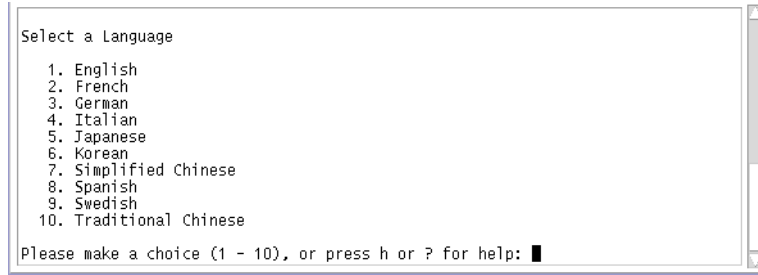 Select a Language
1. English
2. French
3. German
4. Italian
5. Japanese
6. Korean
7. Simplified Chinese
8. Spanish
9. Swedish
10. Traditional Chinese
Please make a choice (1 - 10), or press h or ? for help: